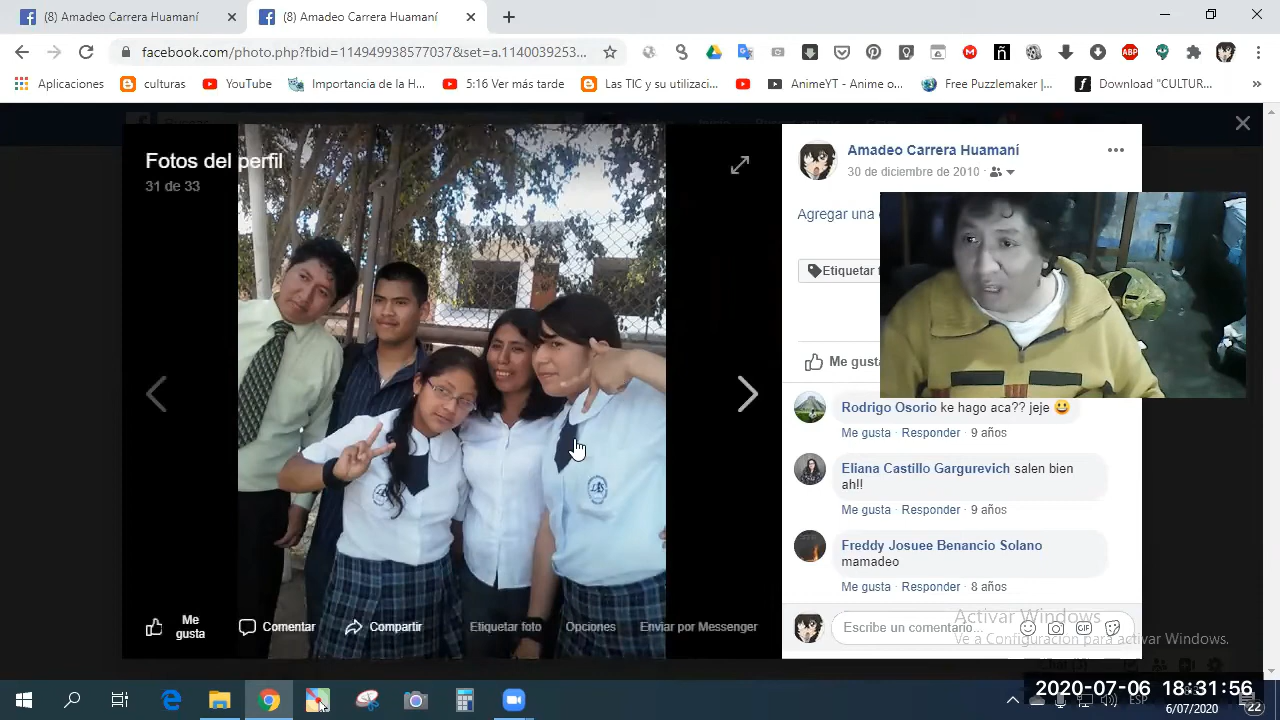 (8) Amadeo Carrera Huamaní
(8) Amadeo Carrera Huamaní
facebook.com/photo.php?fbid=114949938577037&set=a.1140039253...
ABP
Aplicaciones
culturas
YouTube
Importancia de la H...
5:16 Ver más tarde
Las TIC y su utilizaci...
AnimeYT - Anime o...
Free Puzzlemaker |...
Download "CULTUR...
Fotos del perfil
31 de 33
Amadeo Carrera Huamaní
30 de diciembre de 2010
Agregar una
Etiquetar
Me gusta
Rodrigo Osorio ke hago aca?? jeje 😀
Me gusta · Responder · 9 años
Eliana Castillo Gargurevich salen bien
ah!!
Me gusta · Responder · 9 años
Freddy Josuee Benancio Solano
mamadeo
Me gusta · Responder · 8 años
Me
gusta
Comentar
Compartir
Etiquetar foto
Opciones
Enviar por Messenger
Escribe un comentario...
GIF
Activar Windows
Ve a Configuración para activar Windows.
2020-07-06 18:31:56
ESP
6/07/2020
22